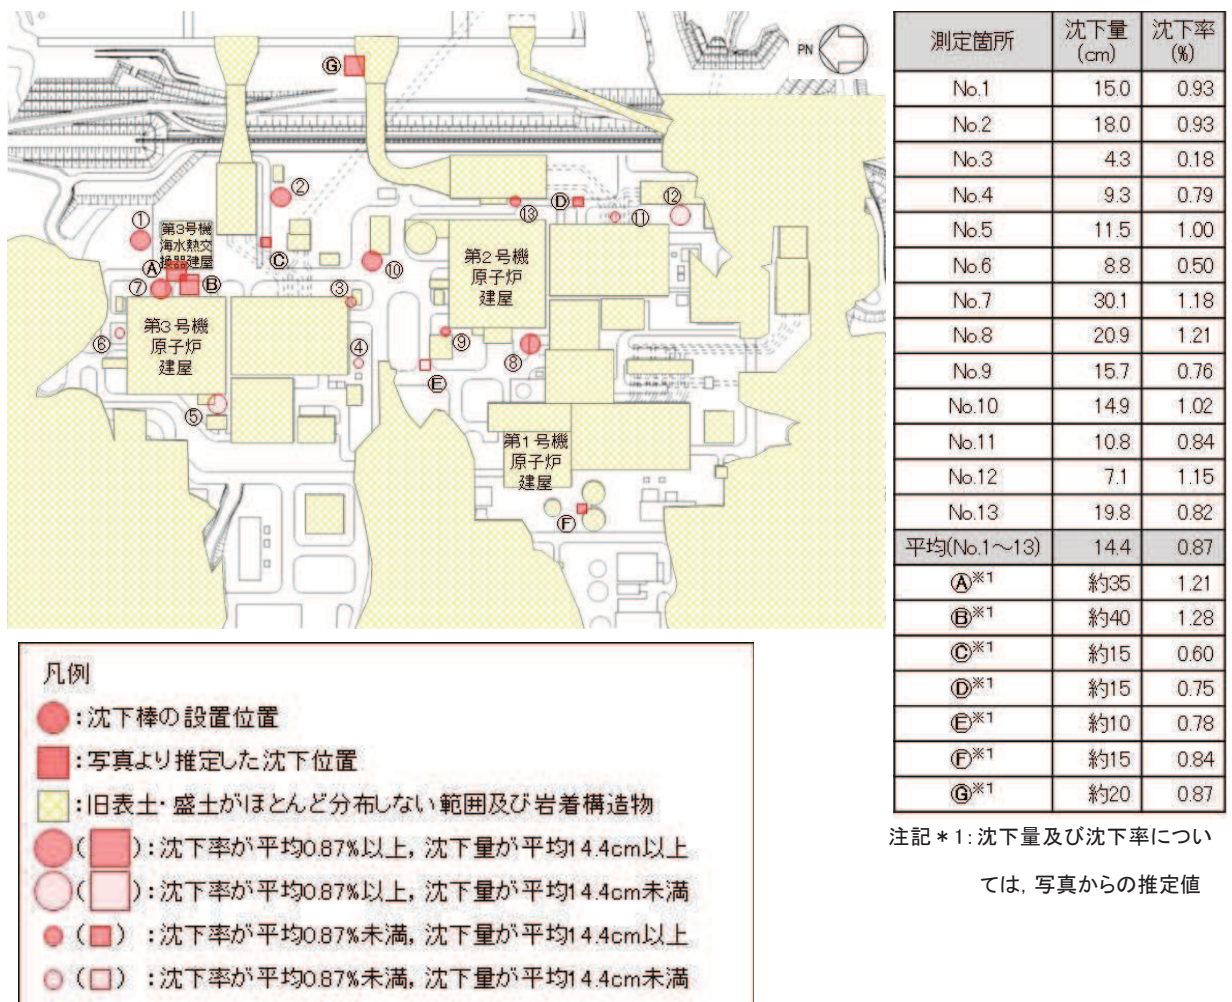 PN
Ⓖ
②
①
⑫
第3号機
海水熱交
換器建屋
Ⓓ
⑬
⑪
Ⓒ
Ⓐ
⑩
⑦
Ⓑ
③
第2号機
原子炉
建屋
第3号機
原子炉
建屋
⑥
④
⑨
⑧
Ⓔ
⑤
第1号機
原子炉
建屋
Ⓕ
測定箇所 沈下量(cm) 沈下率(%)
No.1 15.0 0.93
No.2 18.0 0.93
No.3 4.3 0.18
No.4 9.3 0.79
No.5 11.5 1.00
No.6 8.8 0.50
No.7 30.1 1.18
No.8 20.9 1.21
No.9 15.7 0.76
No.10 14.9 1.02
No.11 10.8 0.84
No.12 7.1 1.15
No.13 19.8 0.82
平均(No.1～13) 14.4 0.87
Ⓐ※1 約35 1.21
Ⓑ※1 約40 1.28
Ⓒ※1 約15 0.60
Ⓓ※1 約15 0.75
Ⓔ※1 約10 0.78
Ⓕ※1 約15 0.84
Ⓖ※1 約20 0.87
注記＊1：沈下量及び沈下率につい
ては，写真からの推定値
凡例
：沈下棒の設置位置
：写真より推定した沈下位置
：旧表土・盛土がほとんど分布しない範囲及び岩着構造物
( )：沈下率が平均0.87%以上，沈下量が平均14.4cm以上
( )：沈下率が平均0.87%以上，沈下量が平均14.4cm未満
( )：沈下率が平均0.87%未満，沈下量が平均14.4cm以上
( )：沈下率が平均0.87%未満，沈下量が平均14.4cm未満